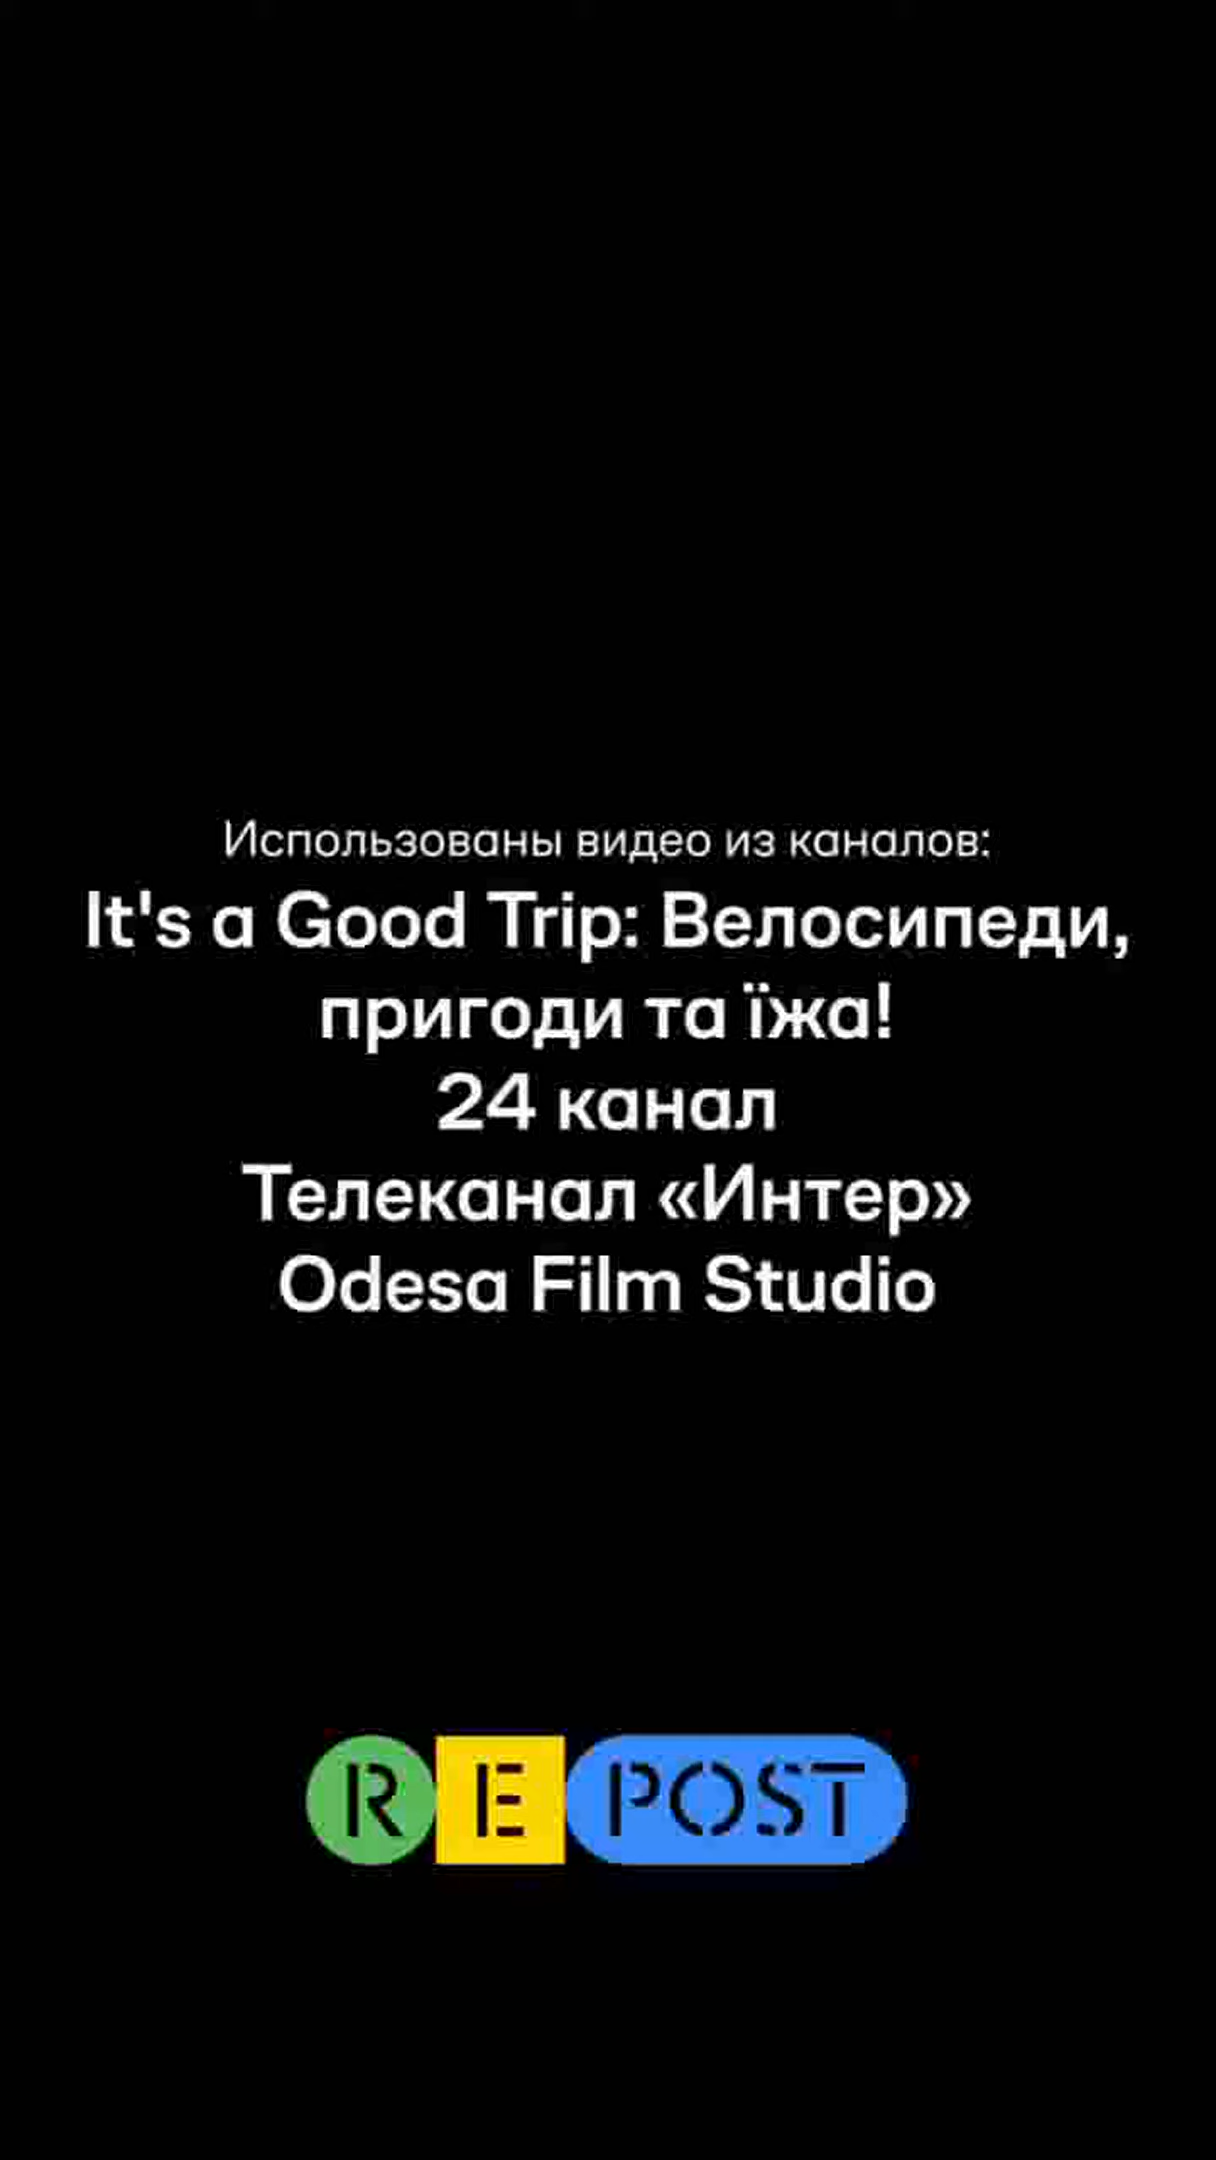 Использованы видео из каналов:
It's a Good Trip: Велосипеди,
пригоди та їжа!
24 канал
Телеканал «Интер»
Odesa Film Studio
REPOST